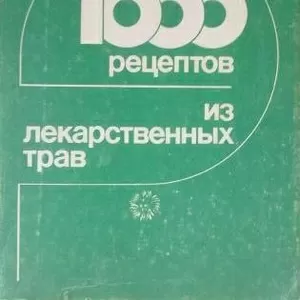 рецептов
из
лекарственных
трав